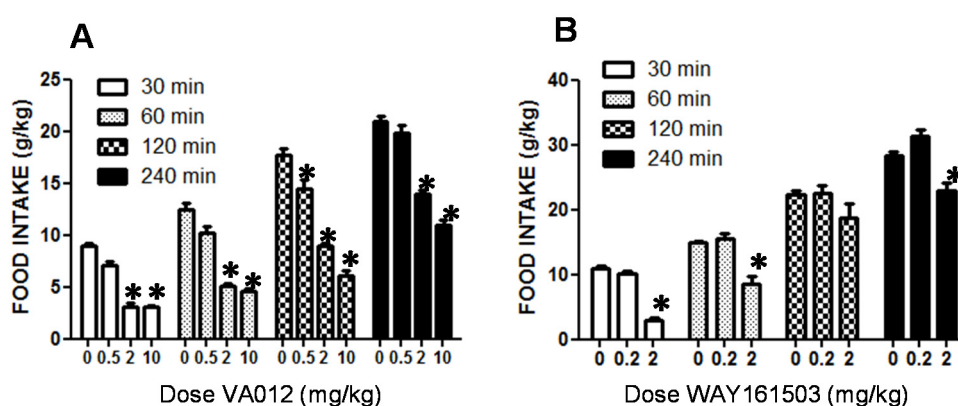 A
FOOD INTAKE (g/kg)
25
20
15
10
5
0
30 min
60 min
120 min
240 min
* * * * * * * * *
0 0.5 2 10 0 0.5 2 10 0 0.5 2 10 0 0.5 2 10
Dose VA012 (mg/kg)
B
FOOD INTAKE (g/kg)
40
30
20
10
0
30 min
60 min
120 min
240 min
* * *
0 0.2 2 0 0.2 2 0 0.2 2 0 0.2 2
Dose WAY161503 (mg/kg)